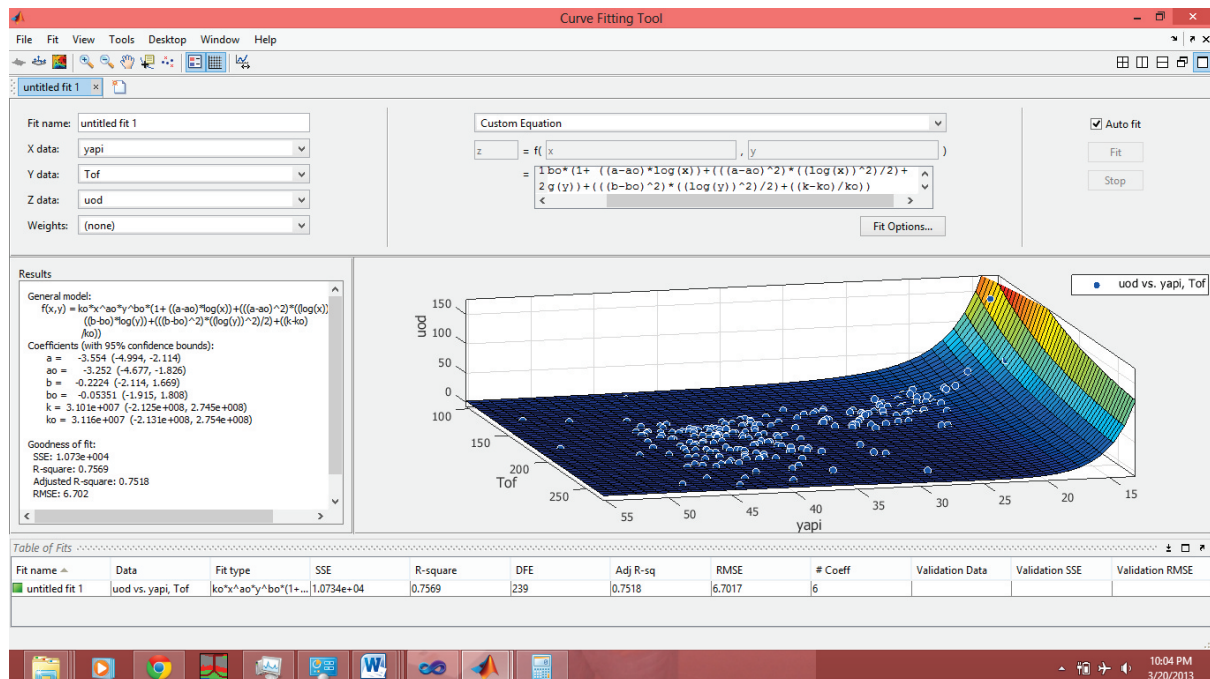 Curve Fitting Tool
File Fit View Tools Desktop Window Help
untitled fit 1
Fit name: untitled fit 1
X data: yapi
Y data: Tof
Z data: uod
Weights: (none)
Custom Equation
z = f( x , y )
= 1 bo*(1+ ((a-ao)*log(x))+(((a-ao)^2)*((log(x))^2)/2)+
2 g(y))+(((b-bo)^2)*((log(y))^2)/2)+((k-ko)/ko))
Fit Options...
Auto fit
Fit
Stop
Results
General model:
f(x,y) = ko*x^ao*y^bo*(1+ ((a-ao)*log(x))+(((a-ao)^2)*((log(x))
((b-bo)*log(y))+(((b-bo)^2)*((log(y))^2)/2)+((k-ko)
/ko))
Coefficients (with 95% confidence bounds):
a = -3.554 (-4.994, -2.114)
ao = -3.252 (-4.677, -1.826)
b = -0.2224 (-2.114, 1.669)
bo = -0.05351 (-1.915, 1.808)
k = 3.101e+007 (-2.125e+008, 2.745e+008)
ko = 3.116e+007 (-2.131e+008, 2.754e+008)
Goodness of fit:
SSE: 1.073e+004
R-square: 0.7569
Adjusted R-square: 0.7518
RMSE: 6.702
uod vs. yapi, Tof
150
100
50
0
uod
100
150
200
250
Tof
55 50 45 40 35 30 25 20 15
yapi
Table of Fits
Fit name Data Fit type SSE R-square DFE Adj R-sq RMSE # Coeff Validation Data Validation SSE Validation RMSE
untitled fit 1 uod vs. yapi, Tof ko*x^ao*y^bo*(1+... 1.0734e+04 0.7569 239 0.7518 6.7017 6
10:04 PM
3/20/2013